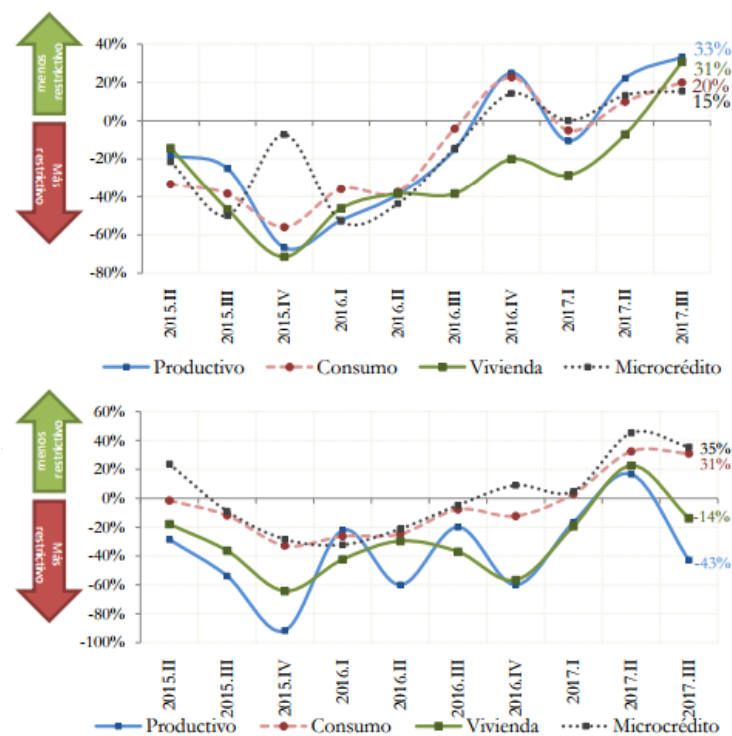 menos
restrictivo
Más
restrictivo
40%
20%
0%
-20%
-40%
-60%
-80%
33%
31%
20%
15%
2015.II
2015.III
2015.IV
2016.I
2016.II
2016.III
2016.IV
2017.I
2017.II
2017.III
Productivo Consumo Vivienda Microcrédito
menos
restrictivo
Más
restrictivo
60%
40%
20%
0%
-20%
-40%
-60%
-80%
-100%
35%
31%
-14%
-43%
2015.II
2015.III
2015.IV
2016.I
2016.II
2016.III
2016.IV
2017.I
2017.II
2017.III
Productivo Consumo Vivienda Microcrédito